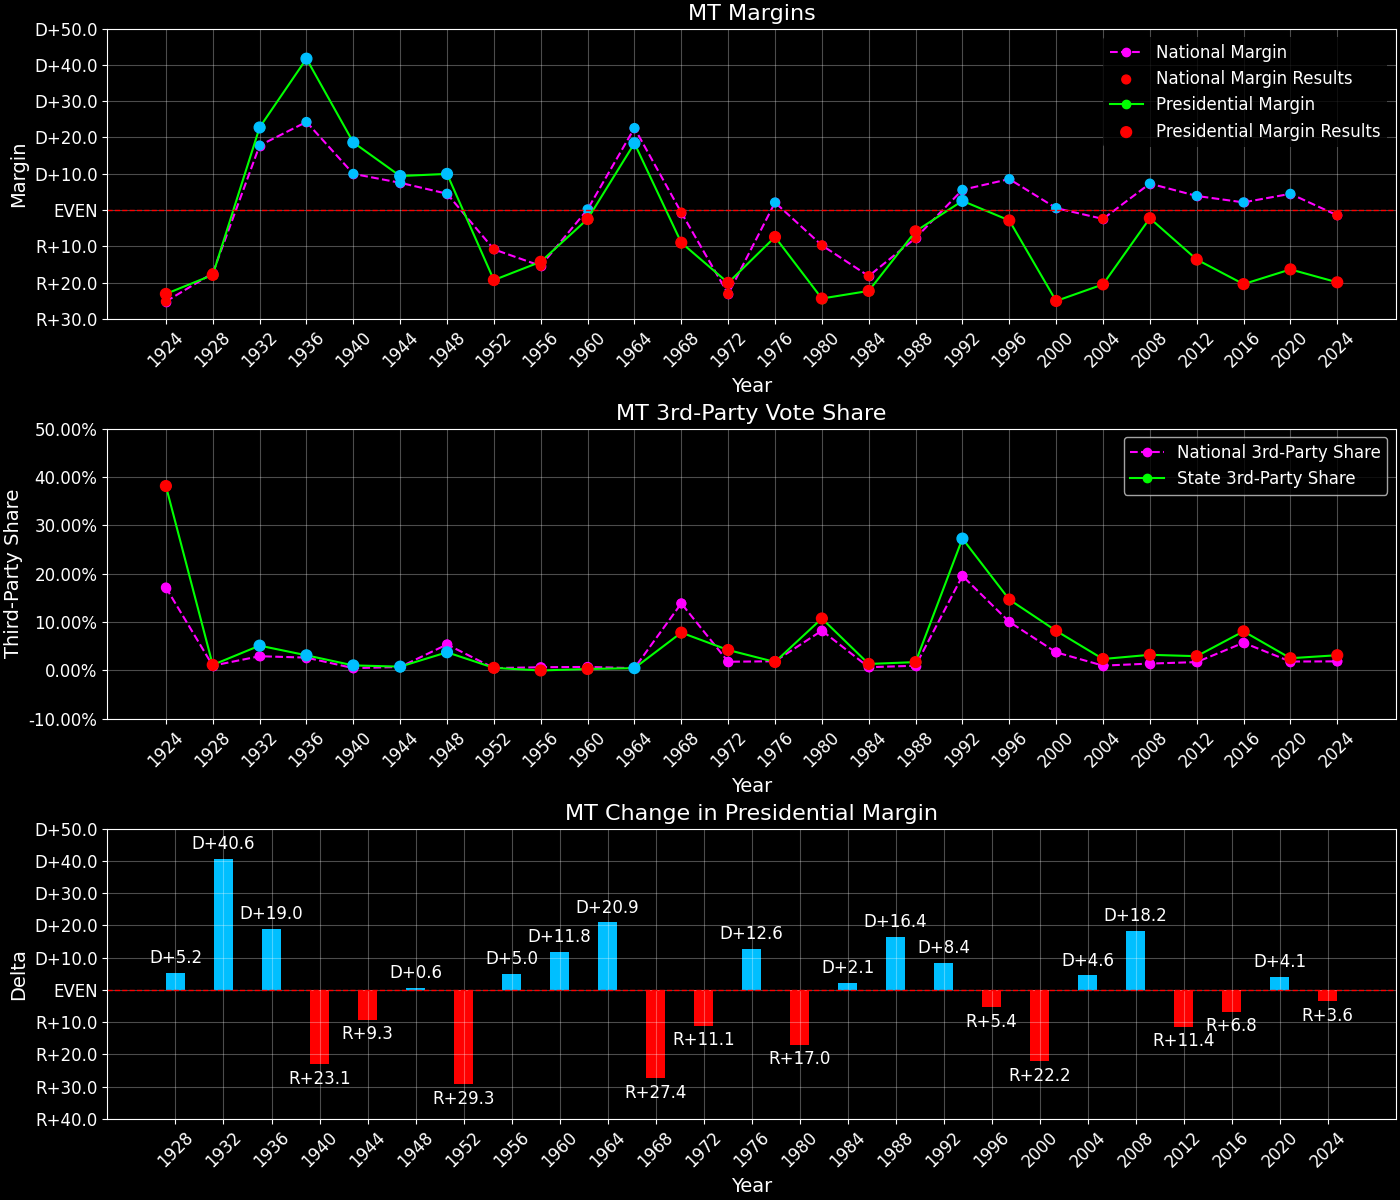 MT Margins
D+50.0
D+40.0
D+30.0
D+20.0
D+10.0
EVEN
R+10.0
R+20.0
R+30.0
Margin
National Margin
National Margin Results
Presidential Margin
Presidential Margin Results
1924 1928 1932 1936 1940 1944 1948 1952 1956 1960 1964 1968 1972 1976 1980 1984 1988 1992 1996 2000 2004 2008 2012 2016 2020 2024
Year
MT 3rd-Party Vote Share
50.00%
40.00%
30.00%
20.00%
10.00%
0.00%
-10.00%
Third-Party Share
National 3rd-Party Share
State 3rd-Party Share
1924 1928 1932 1936 1940 1944 1948 1952 1956 1960 1964 1968 1972 1976 1980 1984 1988 1992 1996 2000 2004 2008 2012 2016 2020 2024
Year
MT Change in Presidential Margin
D+50.0
D+40.0
D+30.0
D+20.0
D+10.0
EVEN
R+10.0
R+20.0
R+30.0
R+40.0
Delta
D+5.2
D+40.6
D+19.0
R+23.1
R+9.3
D+0.6
R+29.3
D+5.0
D+11.8
D+20.9
R+27.4
R+11.1
D+12.6
R+17.0
D+2.1
D+16.4
D+8.4
R+5.4
R+22.2
D+4.6
D+18.2
R+11.4
R+6.8
D+4.1
R+3.6
1928 1932 1936 1940 1944 1948 1952 1956 1960 1964 1968 1972 1976 1980 1984 1988 1992 1996 2000 2004 2008 2012 2016 2020 2024
Year